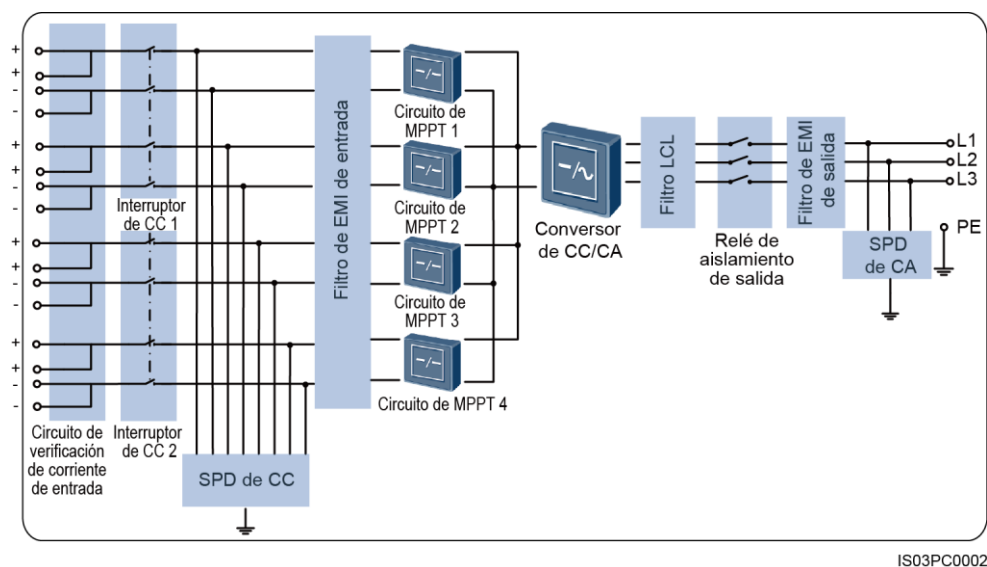 +
+
-
-
+
+
-
-
+
+
-
-
+
+
-
-
Circuito de
verificación
de corriente
de entrada
Interruptor
de CC 1
Interruptor
de CC 2
SPD de CC
Filtro de EMI de entrada
Circuito de
MPPT 1
Circuito de
MPPT 2
Circuito de
MPPT 3
Circuito de MPPT 4
Conversor
de CC/CA
Filtro LCL
Relé de
aislamiento
de salida
Filtro de EMI
de salida
L1
L2
L3
PE
SPD
de CA
IS03PC0002